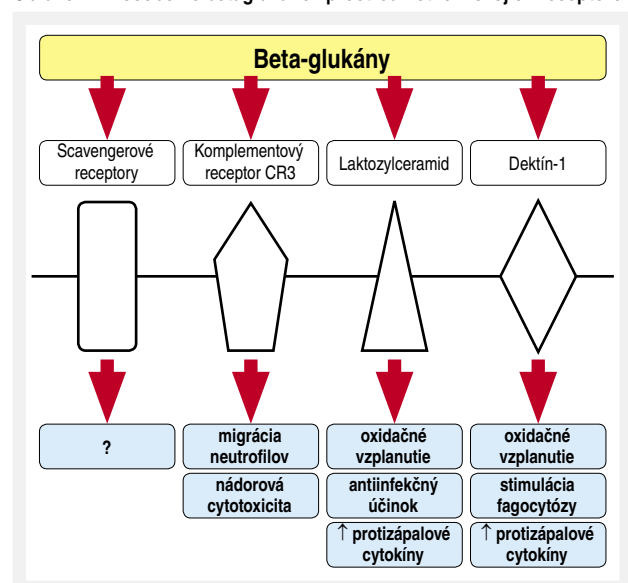 Beta-glukány
Scavengerové
receptory
Komplementový
receptor CR3
Laktozylceramid
Dektín-1
?
migrácia
neutrofilov
nádorová
cytotoxicita
oxidačné
vzplanutie
antiinfekčný
účinok
↑ protizápalové
cytokíny
oxidačné
vzplanutie
stimulácia
fagocytózy
↑ protizápalové
cytokíny